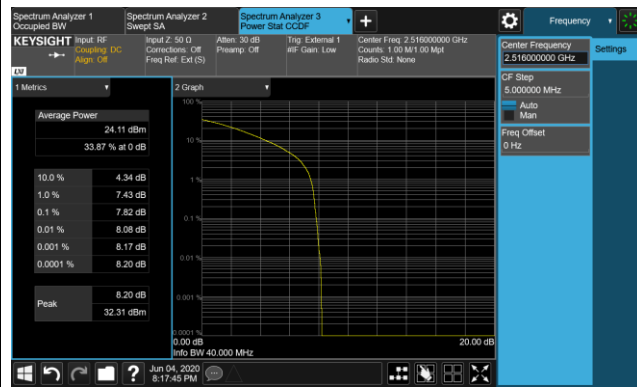 Spectrum Analyzer 1
Occupied BW
Spectrum Analyzer 2
Swept SA
Spectrum Analyzer 3
Power Stat CCDF
Frequency
KEYSIGHT
Input: RF
Coupling: DC
Align: Off
Input Z: 50 Ω
Corrections: Off
Freq Ref: Ext (S)
Atten: 30 dB
Preamp: Off
Trig: External 1
#IF Gain: Low
Center Freq: 2.516000000 GHz
Counts: 1.00 M/1.00 Mpt
Radio Std: None
LXI
Center Frequency
2.516000000 GHz
Settings
CF Step
5.000000 MHz
Auto
Man
Freq Offset
0 Hz
1 Metrics
Average Power
24.11 dBm
33.87 % at 0 dB
10.0 % 4.34 dB
1.0 % 7.43 dB
0.1 % 7.82 dB
0.01 % 8.08 dB
0.001 % 8.17 dB
0.0001 % 8.20 dB
Peak 8.20 dB
32.31 dBm
2 Graph
100 %
10 %
1 %
0.1 %
0.01 %
0.001 %
0.0001 %
0.00 dB 20.00 dB
Info BW 40.000 MHz
Jun 04, 2020
8:17:45 PM